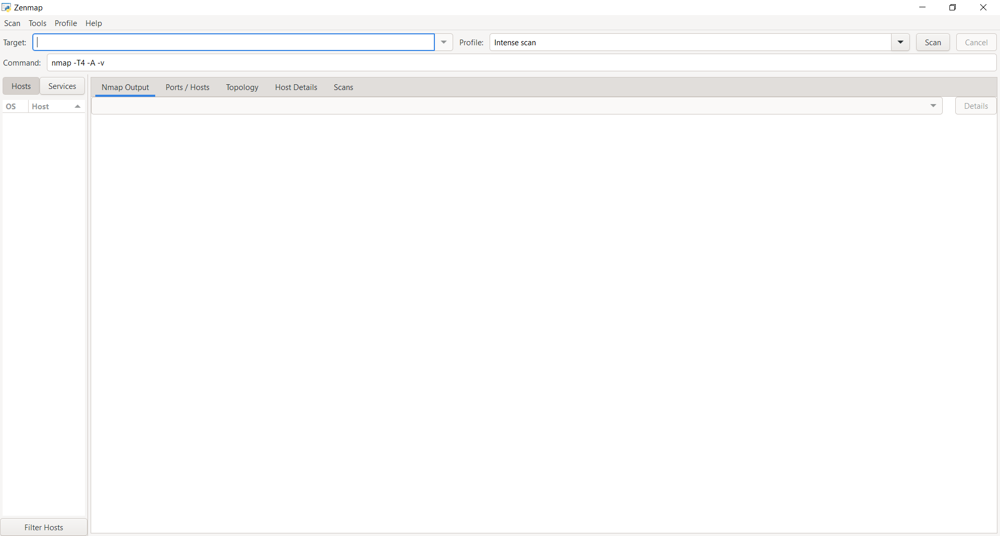 Zenmap
Scan Tools Profile Help
Target: Profile: Intense scan Scan Cancel
Command: nmap -T4 -A -v
Hosts Services Nmap Output Ports / Hosts Topology Host Details Scans
OS Host Details
Filter Hosts